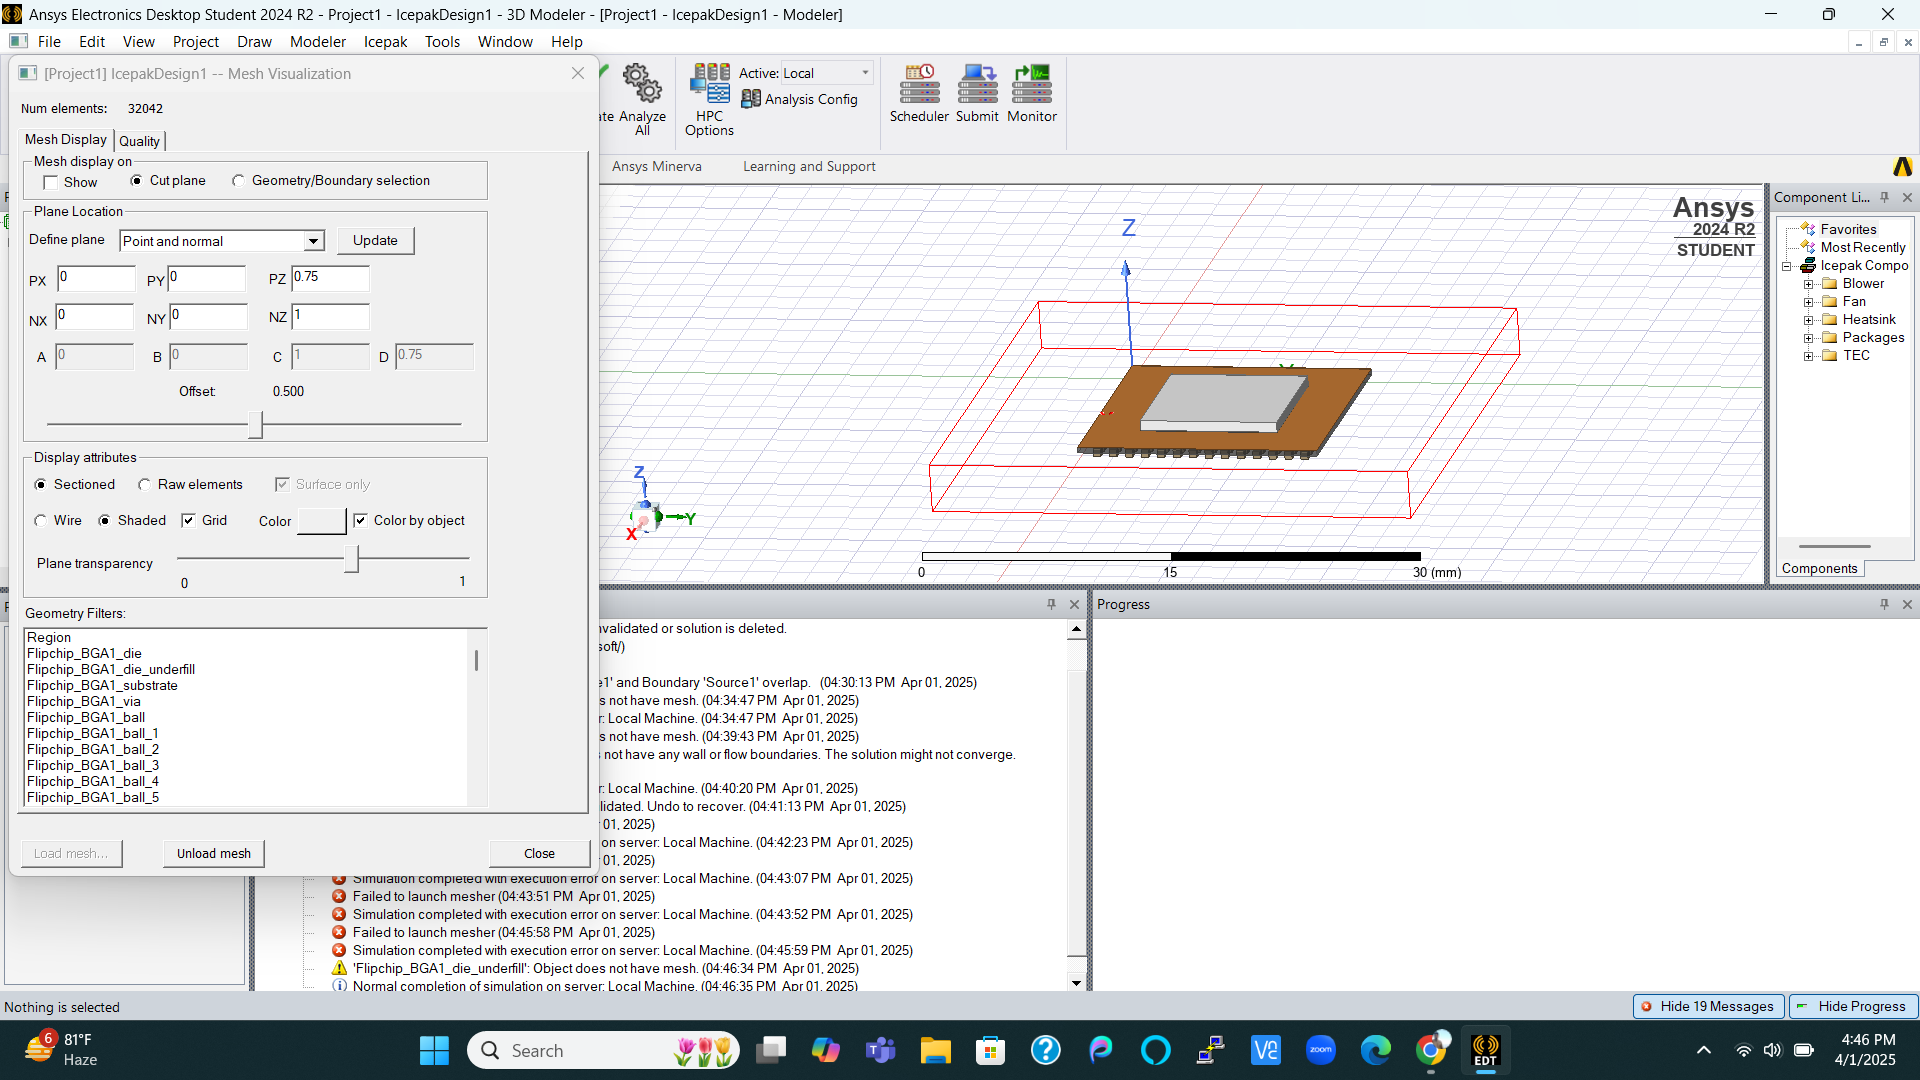 Ansys Electronics Desktop Student 2024 R2 - Project1 - IcepakDesign1 - 3D Modeler - [Project1 - IcepakDesign1 - Modeler]
File Edit View Project Draw Modeler Icepak Tools Window Help
[Project1] IcepakDesign1 -- Mesh Visualization
Num elements: 32042
Mesh Display Quality
Mesh display on
Show Cut plane Geometry/Boundary selection
Plane Location
Define plane Point and normal Update
PX 0 PY 0 PZ 0.75
NX 0 NY 0 NZ 1
A 0 B 0 C 1 D 0.75
Offset: 0.500
Display attributes
Sectioned Raw elements Surface only
Wire Shaded Grid Color Color by object
Plane transparency
0 1
Geometry Filters:
Region
Flipchip_BGA1_die
Flipchip_BGA1_die_underfill
Flipchip_BGA1_substrate
Flipchip_BGA1_via
Flipchip_BGA1_ball
Flipchip_BGA1_ball_1
Flipchip_BGA1_ball_2
Flipchip_BGA1_ball_3
Flipchip_BGA1_ball_4
Flipchip_BGA1_ball_5
Load mesh... Unload mesh Close
ate Analyze All
HPC Options
Active: Local
Analysis Config
Scheduler Submit Monitor
Ansys Minerva Learning and Support
Ansys
2024 R2
STUDENT
Z
Z
Y
X
0 15 30 (mm)
Component Li...
Favorites
Most Recently
Icepak Compo
Blower
Fan
Heatsink
Packages
TEC
Components
nvalidated or solution is deleted.
soft/)
e1' and Boundary 'Source1' overlap. (04:30:13 PM Apr 01, 2025)
s not have mesh. (04:34:47 PM Apr 01, 2025)
r: Local Machine. (04:34:47 PM Apr 01, 2025)
s not have mesh. (04:39:43 PM Apr 01, 2025)
s not have any wall or flow boundaries. The solution might not converge.
r: Local Machine. (04:40:20 PM Apr 01, 2025)
lidated. Undo to recover. (04:41:13 PM Apr 01, 2025)
01, 2025)
on server: Local Machine. (04:42:23 PM Apr 01, 2025)
01, 2025)
Simulation completed with execution error on server: Local Machine. (04:43:07 PM Apr 01, 2025)
Failed to launch mesher (04:43:51 PM Apr 01, 2025)
Simulation completed with execution error on server: Local Machine. (04:43:52 PM Apr 01, 2025)
Failed to launch mesher (04:45:58 PM Apr 01, 2025)
Simulation completed with execution error on server: Local Machine. (04:45:59 PM Apr 01, 2025)
'Flipchip_BGA1_die_underfill': Object does not have mesh. (04:46:34 PM Apr 01, 2025)
Normal completion of simulation on server: Local Machine. (04:46:35 PM Apr 01, 2025)
Progress
Nothing is selected
Hide 19 Messages Hide Progress
6
81°F
Haze
Search
zoom
EDT
4:46 PM
4/1/2025